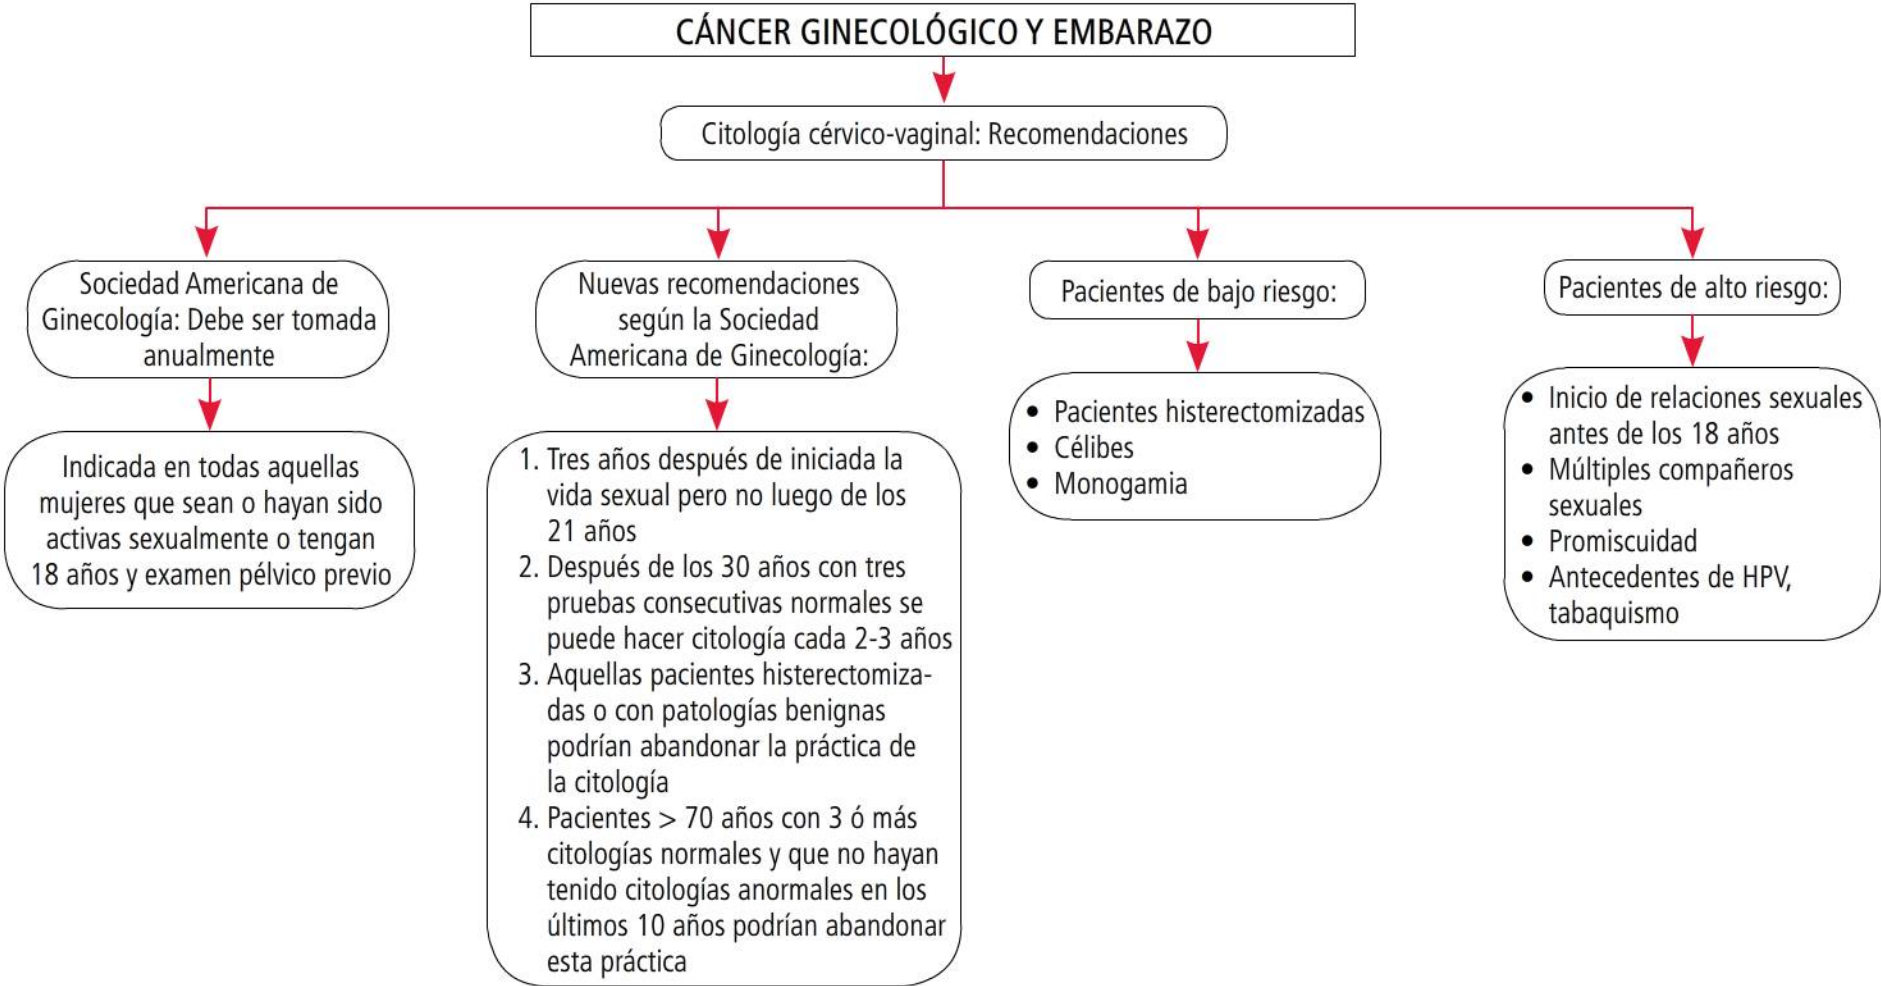 CÁNCER GINECOLÓGICO Y EMBARAZO
Citología cérvico-vaginal: Recomendaciones
Sociedad Americana de
Ginecología: Debe ser tomada
anualmente
Indicada en todas aquellas
mujeres que sean o hayan sido
activas sexualmente o tengan
18 años y examen pélvico previo
Nuevas recomendaciones
según la Sociedad
Americana de Ginecología:
1. Tres años después de iniciada la
vida sexual pero no luego de los
21 años
2. Después de los 30 años con tres
pruebas consecutivas normales se
puede hacer citología cada 2-3 años
3. Aquellas pacientes histerectomiza-
das o con patologías benignas
podrían abandonar la práctica de
la citología
4. Pacientes > 70 años con 3 ó más
citologías normales y que no hayan
tenido citologías anormales en los
últimos 10 años podrían abandonar
esta práctica
Pacientes de bajo riesgo:
• Pacientes histerectomizadas
• Célibes
• Monogamia
Pacientes de alto riesgo:
• Inicio de relaciones sexuales
antes de los 18 años
• Múltiples compañeros
sexuales
• Promiscuidad
• Antecedentes de HPV,
tabaquismo